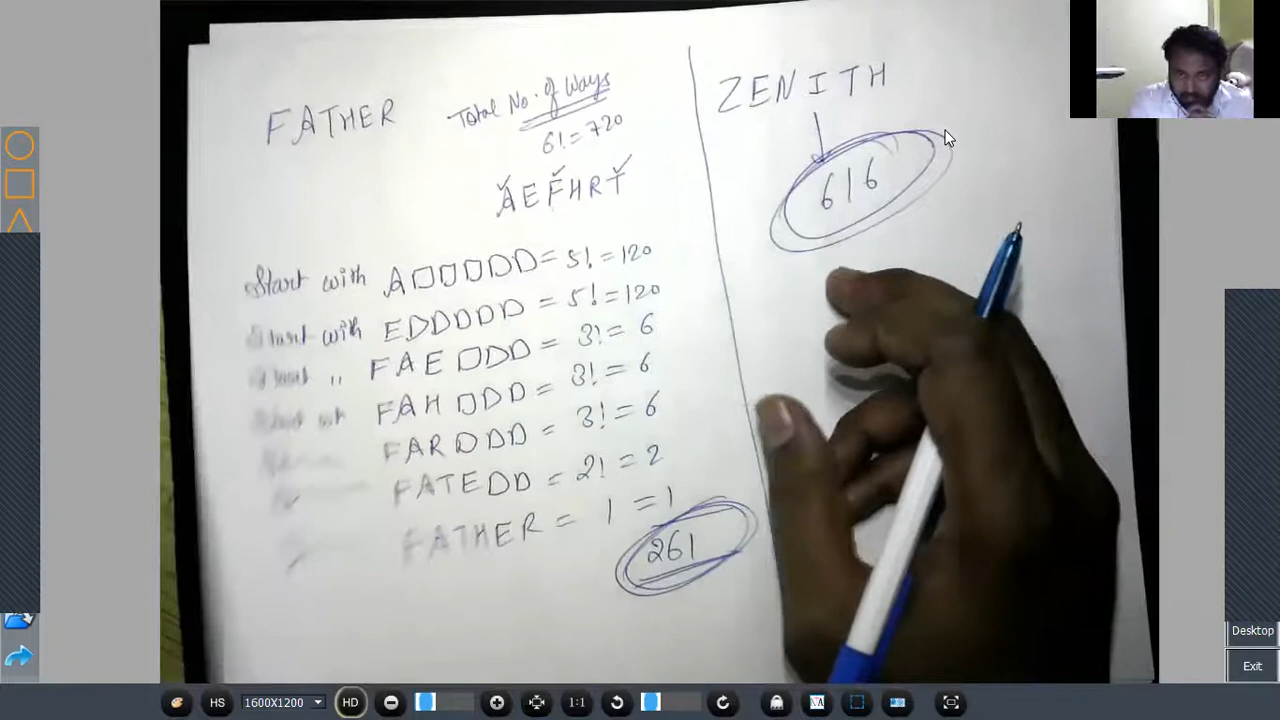 FATHER
Total No. of Ways
6! = 720
A E F H R T
Start with A□□□□□ = 5! = 120
Start with E□□□□□ = 5! = 120
Start " FAE□□□ = 3! = 6
FAH□□□ = 3! = 6
FAR□□□ = 3! = 6
FATE□□ = 2! = 2
FATHER = 1 = 1
261
ZENITH
616
HS
1600X1200
HD
1:1
Desktop
Exit